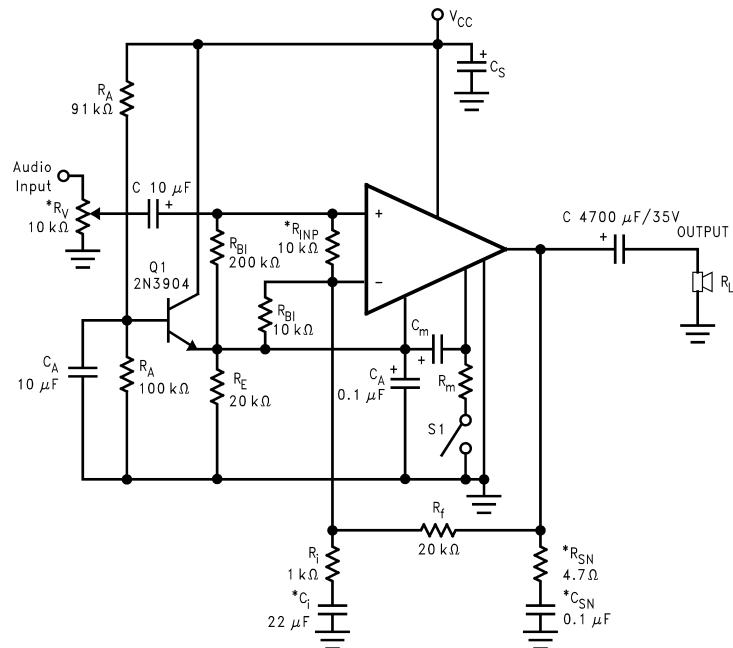 V_CC
+
C_S
R_A
91 kΩ
Audio
Input
*R_V
10 kΩ
C 10 μF
+
*R_INP
10 kΩ
R_BI
200 kΩ
+
−
C 4700 μF/35V
+
OUTPUT
R_L
Q1
2N3904
R_BI
10 kΩ
C_m
+
C_A
10 μF
R_A
100 kΩ
R_E
20 kΩ
+
C_A
0.1 μF
R_m
S1
R_f
20 kΩ
R_i
1 kΩ
*C_i
22 μF
*R_SN
4.7Ω
*C_SN
0.1 μF